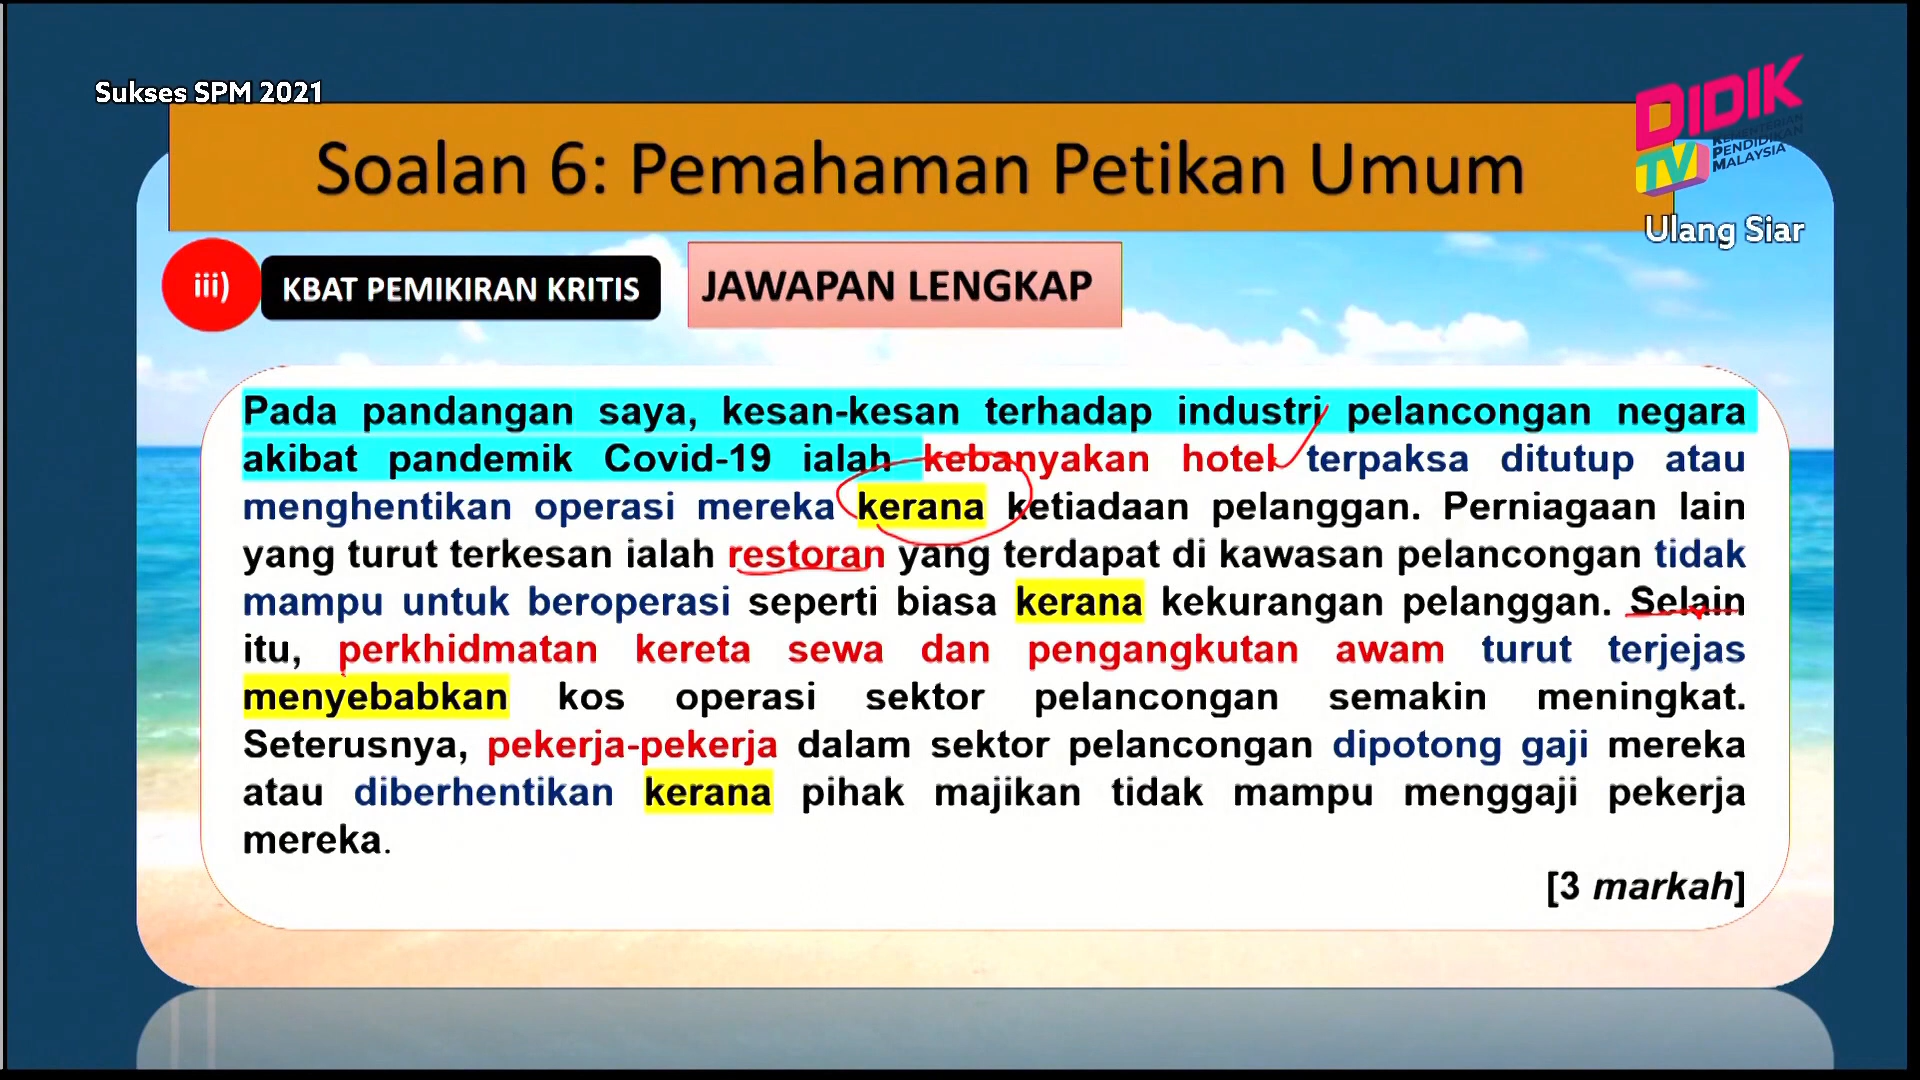 Sukses SPM 2021
Soalan 6: Pemahaman Petikan Umum
DIDIK
TV
KEMENTERIAN
PENDIDIKAN
MALAYSIA
Ulang Siar
iii)
KBAT PEMIKIRAN KRITIS
JAWAPAN LENGKAP
Pada pandangan saya, kesan-kesan terhadap industri pelancongan negara
akibat pandemik Covid-19 ialah kebanyakan hotel terpaksa ditutup atau
menghentikan operasi mereka kerana ketiadaan pelanggan. Perniagaan lain
yang turut terkesan ialah restoran yang terdapat di kawasan pelancongan tidak
mampu untuk beroperasi seperti biasa kerana kekurangan pelanggan. Selain
itu, perkhidmatan kereta sewa dan pengangkutan awam turut terjejas
menyebabkan kos operasi sektor pelancongan semakin meningkat.
Seterusnya, pekerja-pekerja dalam sektor pelancongan dipotong gaji mereka
atau diberhentikan kerana pihak majikan tidak mampu menggaji pekerja
mereka.
[3 markah]